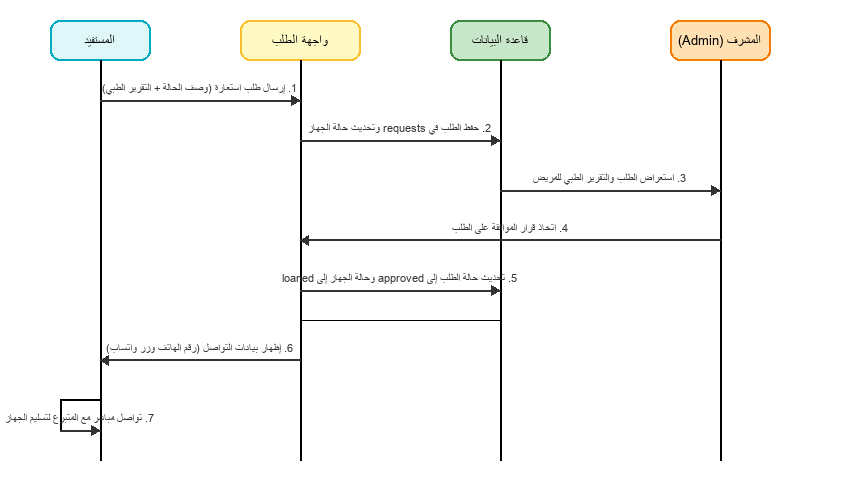 المستفيد
واجهة الطلب
قاعدة البيانات
المشرف (Admin)
1. إرسال طلب استعارة (وصف الحالة + التقرير الطبي)
2. حفظ الطلب في requests وتحديث حالة الجهاز
3. استعراض الطلب والتقرير الطبي للمريض
4. اتخاذ قرار الموافقة على الطلب
5. تحديث حالة الطلب إلى approved وحالة الجهاز إلى loaned
6. إظهار بيانات التواصل (رقم الهاتف وزر واتساب)
7. تواصل مباشر مع المتبرع لتسليم الجهاز